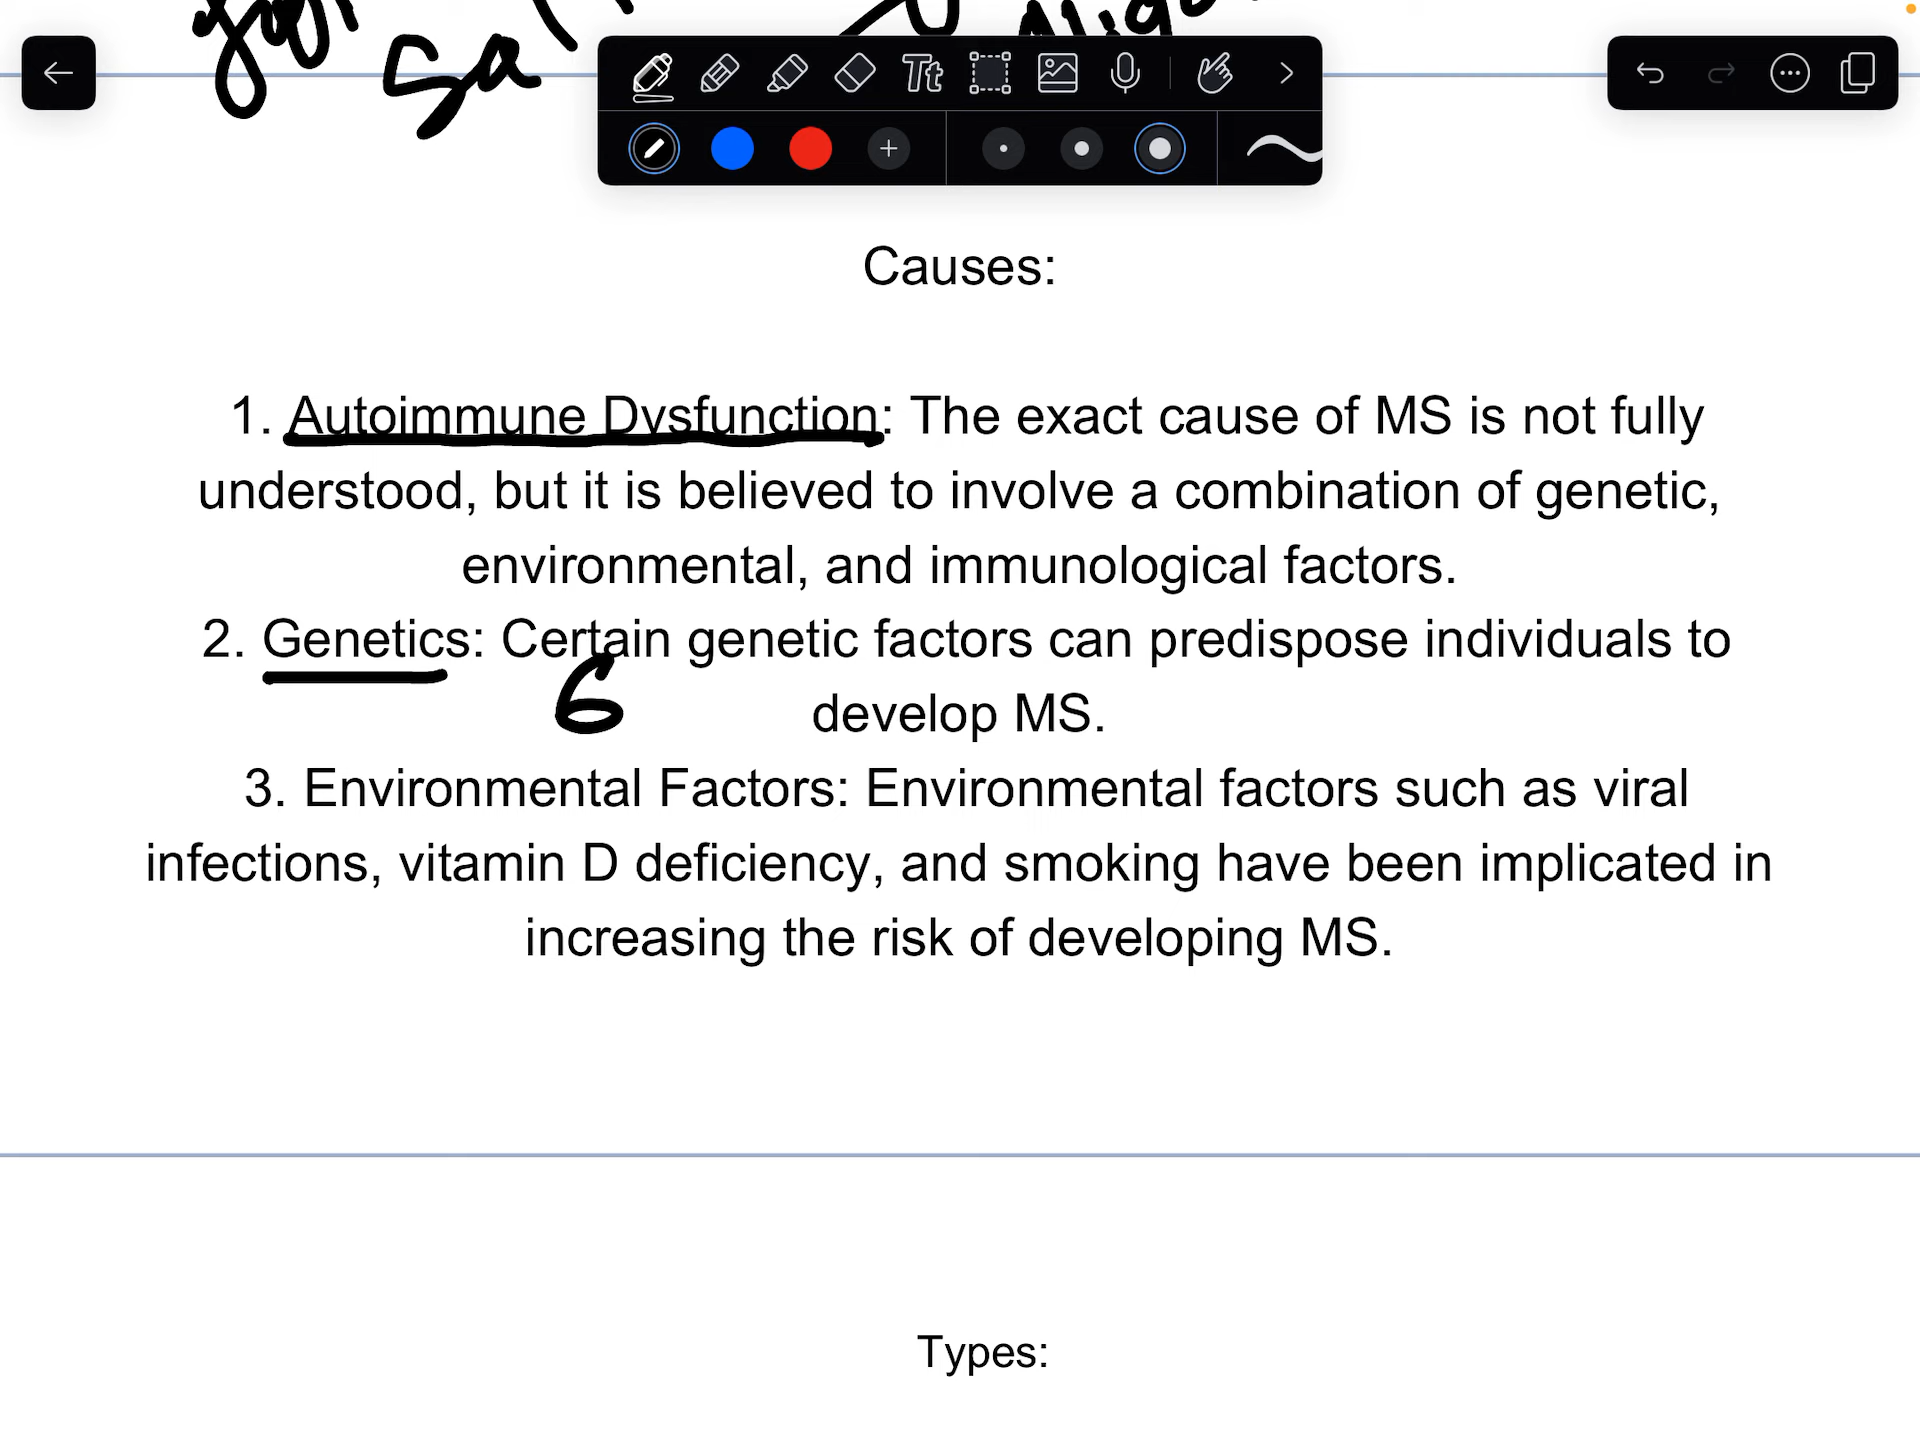 Sa
Tt
Causes:
1. Autoimmune Dysfunction: The exact cause of MS is not fully
understood, but it is believed to involve a combination of genetic,
environmental, and immunological factors.
2. Genetics: Certain genetic factors can predispose individuals to
6
develop MS.
3. Environmental Factors: Environmental factors such as viral
infections, vitamin D deficiency, and smoking have been implicated in
increasing the risk of developing MS.
Types: